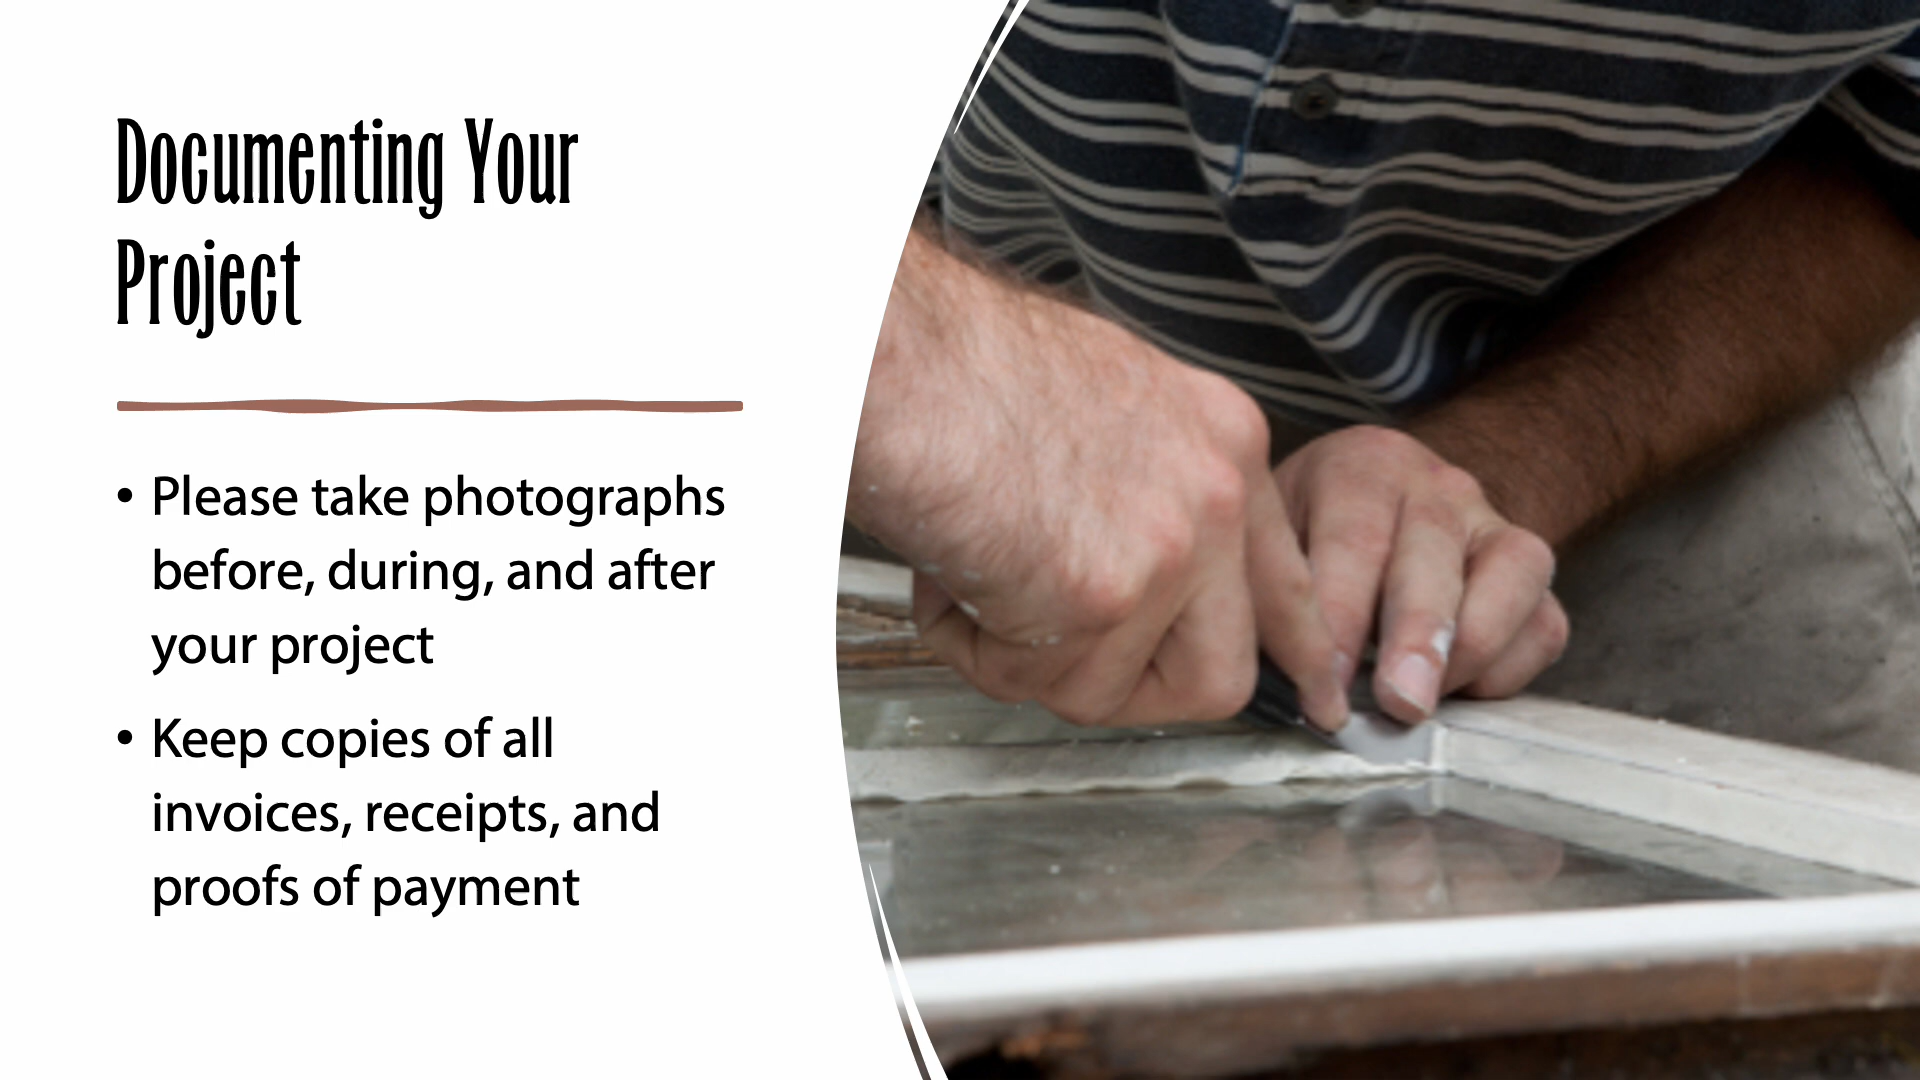 Documenting Your
Project
• Please take photographs
before, during, and after
your project
• Keep copies of all
invoices, receipts, and
proofs of payment